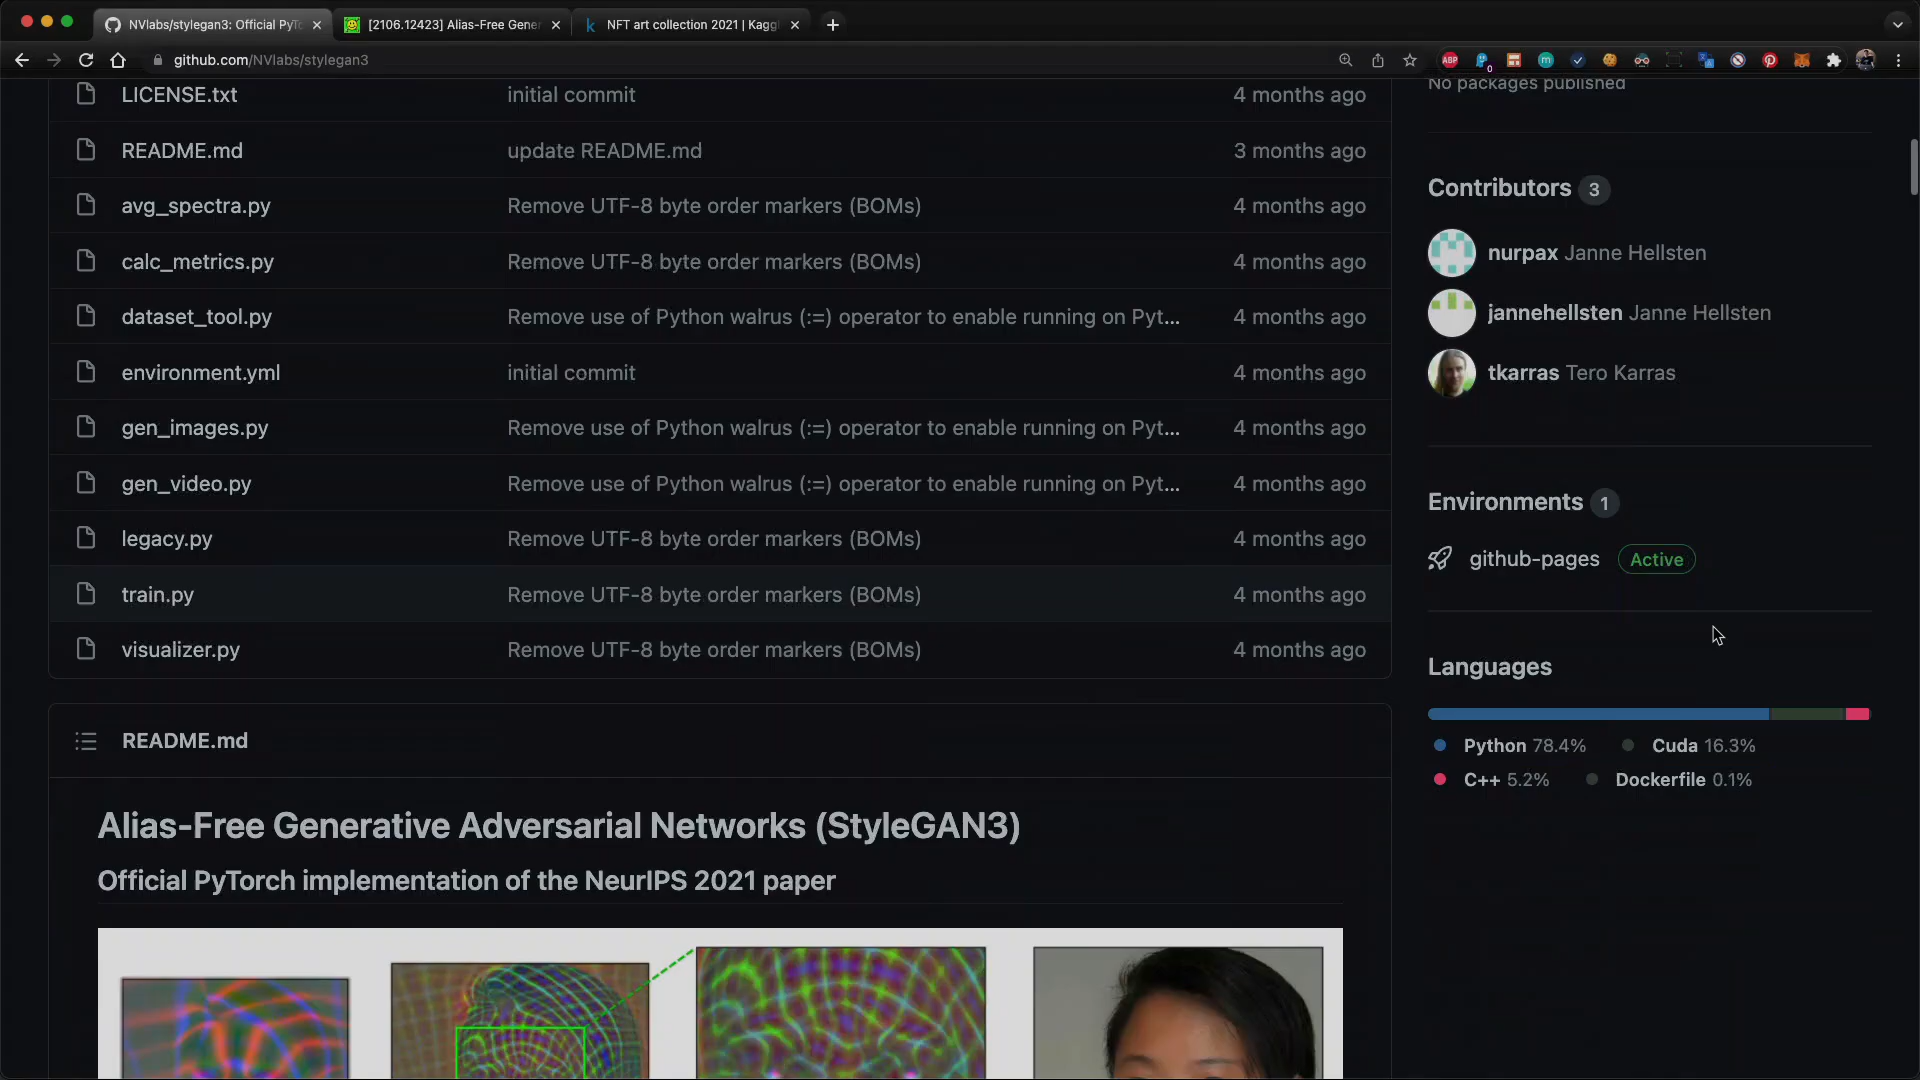 NVlabs/stylegan3: Official PyTo
[2106.12423] Alias-Free Gener
NFT art collection 2021 | Kaggl
github.com/NVlabs/stylegan3
ABP
0
m
LICENSE.txt
initial commit
4 months ago
README.md
update README.md
3 months ago
avg_spectra.py
Remove UTF-8 byte order markers (BOMs)
4 months ago
calc_metrics.py
Remove UTF-8 byte order markers (BOMs)
4 months ago
dataset_tool.py
Remove use of Python walrus (:=) operator to enable running on Pyt...
4 months ago
environment.yml
initial commit
4 months ago
gen_images.py
Remove use of Python walrus (:=) operator to enable running on Pyt...
4 months ago
gen_video.py
Remove use of Python walrus (:=) operator to enable running on Pyt...
4 months ago
legacy.py
Remove UTF-8 byte order markers (BOMs)
4 months ago
train.py
Remove UTF-8 byte order markers (BOMs)
4 months ago
visualizer.py
Remove UTF-8 byte order markers (BOMs)
4 months ago
README.md
Alias-Free Generative Adversarial Networks (StyleGAN3)
Official PyTorch implementation of the NeurIPS 2021 paper
No packages published
Contributors 3
nurpax Janne Hellsten
jannehellsten Janne Hellsten
tkarras Tero Karras
Environments 1
github-pages Active
Languages
Python 78.4% Cuda 16.3%
C++ 5.2% Dockerfile 0.1%